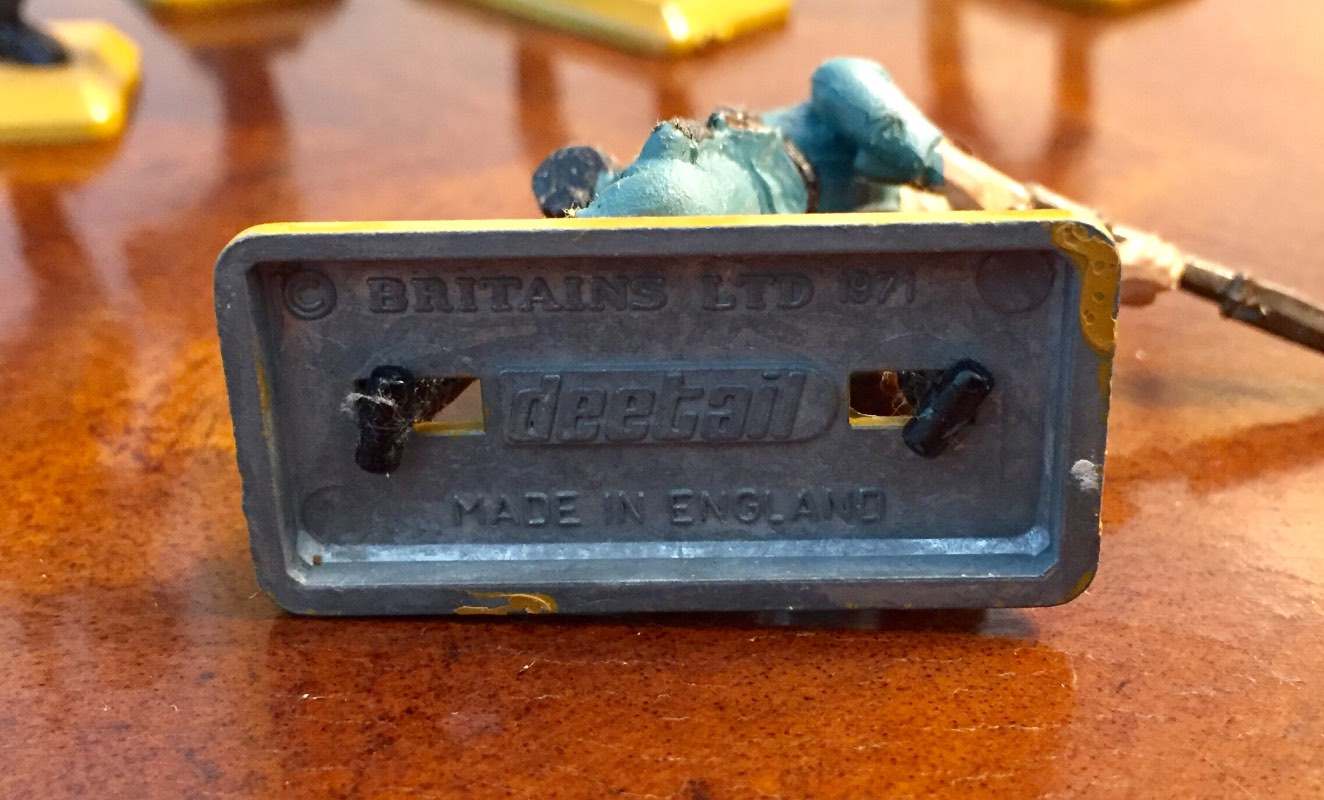 © BRITAINS LTD 1971
deetail
MADE IN ENGLAND